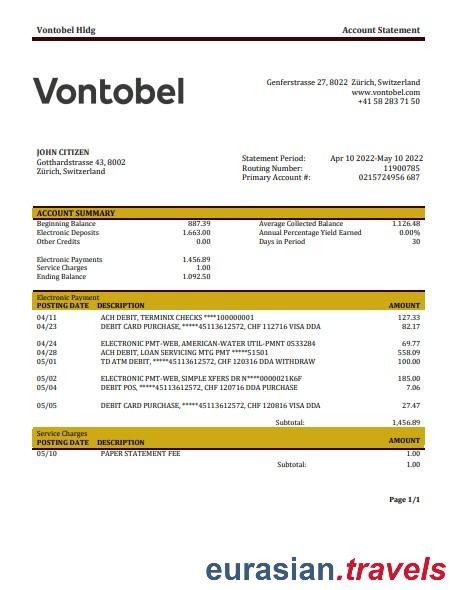 Vontobel Hldg Account Statement
Vontobel
Genferstrasse 27, 8022 Zürich, Switzerland
www.vontobel.com
+41 58 283 71 50
JOHN CITIZEN
Gotthardstrasse 43, 8002
Zürich, Switzerland
Statement Period: Apr 10 2022-May 10 2022
Routing Number: 11900785
Primary Account #: 0215724956 687
ACCOUNT SUMMARY
Beginning Balance 887.39 Average Collected Balance 1.126.48
Electronic Deposits 1.663.00 Annual Percentage Yield Earned 0.00%
Other Credits 0.00 Days in Period 30
Electronic Payments 1.456.89
Service Charges 1.00
Ending Balance 1.092.50
Electronic Payment
POSTING DATE DESCRIPTION AMOUNT
04/11 ACH DEBIT, TERMINIX CHECKS ****100000001 127.33
04/23 DEBIT CARD PURCHASE, *****45113612572, CHF 112716 VISA DDA 82.17
04/24 ELECTRONIC PMT-WEB, AMERICAN-WATER UTIL-PMNT 0533284 69.77
04/28 ACH DEBIT, LOAN SERVICING MTG PMT *****51501 558.09
05/01 TD ATM DEBIT, *****45113612572, CHF 120316 DDA WITHDRAW 100.00
05/02 ELECTRONIC PMT-WEB, SIMPLE XFERS DR N****0000021K6F 185.00
05/04 DEBIT POS, *****45113612572, CHF 120716 DDA PURCHASE 7.06
05/05 DEBIT CARD PURCHASE, *****45113612572, CHF 120816 VISA DDA 27.47
Subtotal: 1,456.89
Service Charges
POSTING DATE DESCRIPTION AMOUNT
05/10 PAPER STATEMENT FEE 1.00
Subtotal: 1.00
Page 1/1
eurasian.travels